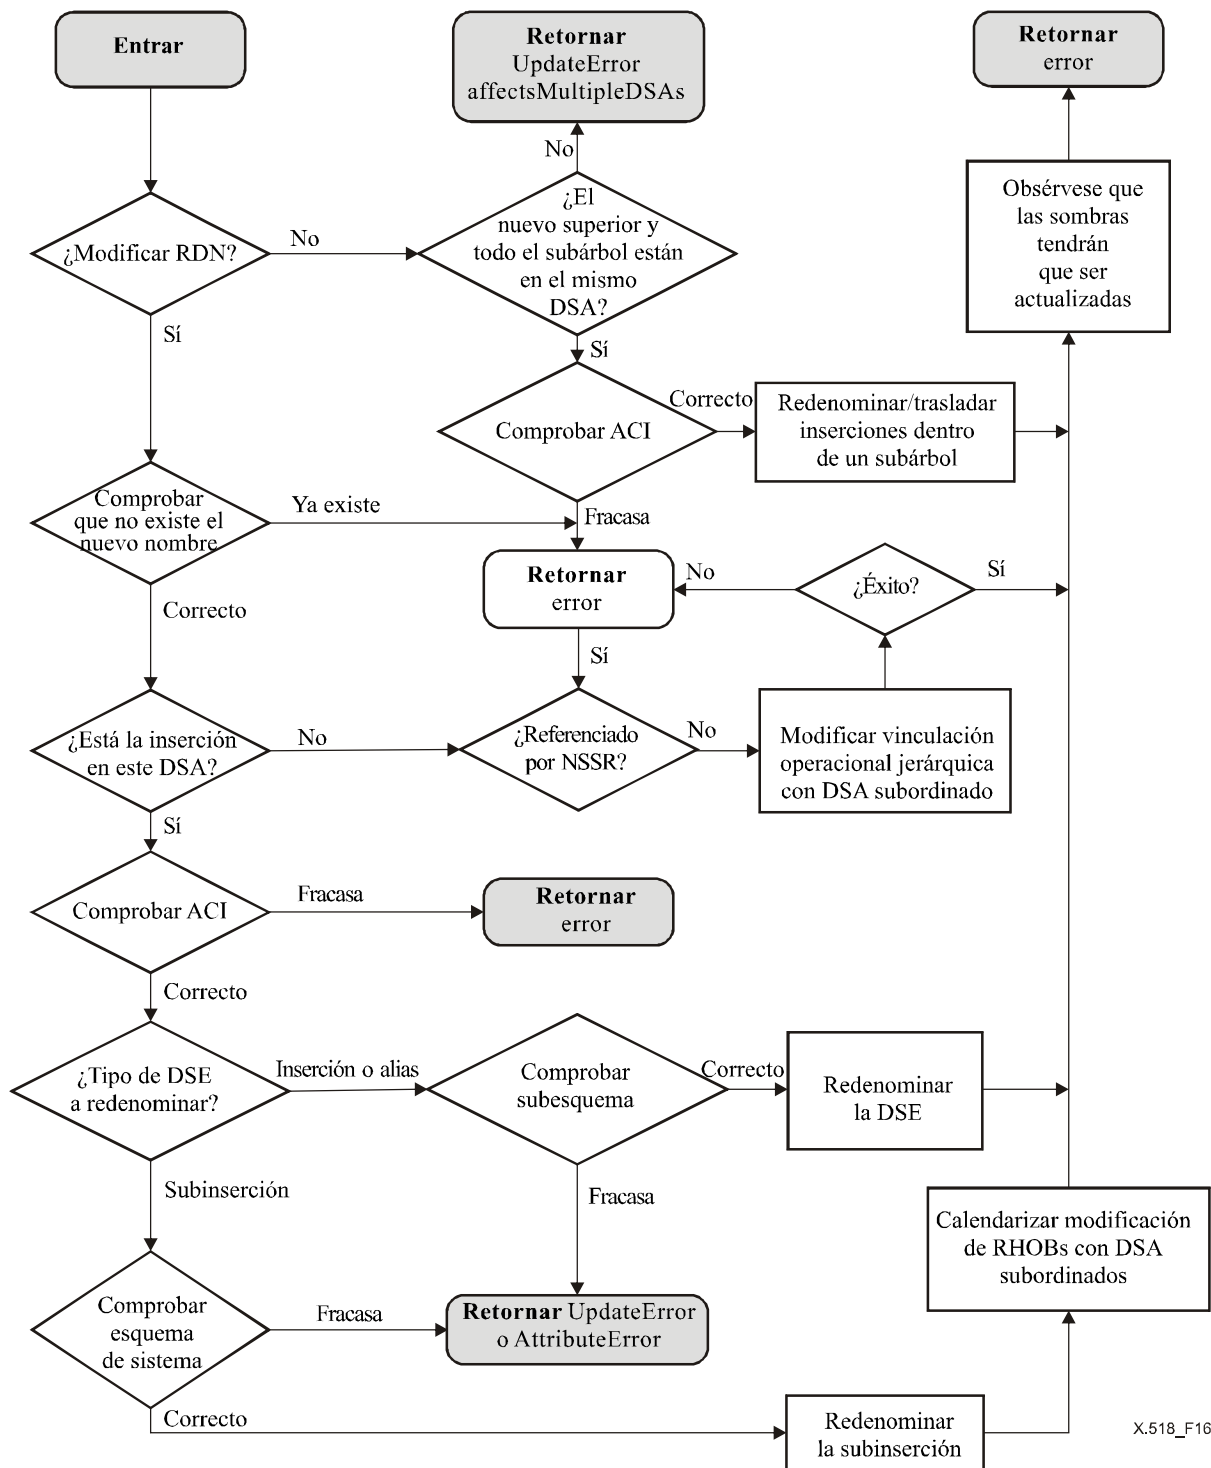 Entrar
Retornar
UpdateError
affectsMultipleDSAs
Retornar
error
No
¿El
nuevo superior y
todo el subárbol están
en el mismo
DSA?
Obsérvese que
las sombras
tendrán
que ser
actualizadas
¿Modificar RDN?
No
Sí
Sí
Comprobar ACI
Correcto
Redenominar/trasladar
inserciones dentro
de un subárbol
Fracasa
Comprobar
que no existe el
nuevo nombre
Ya existe
Retornar
error
No
¿Éxito?
Sí
Correcto
Sí
¿Está la inserción
en este DSA?
No
¿Referenciado
por NSSR?
No
Modificar vinculación
operacional jerárquica
con DSA subordinado
Sí
Comprobar ACI
Fracasa
Retornar
error
Correcto
¿Tipo de DSE
a redenominar?
Inserción o alias
Comprobar
subesquema
Correcto
Redenominar
la DSE
Subinserción
Fracasa
Calendarizar modificación
de RHOBs con DSA
subordinados
Comprobar
esquema
de sistema
Fracasa
Retornar UpdateError
o AttributeError
Correcto
Redenominar
la subinserción
X.518_F16